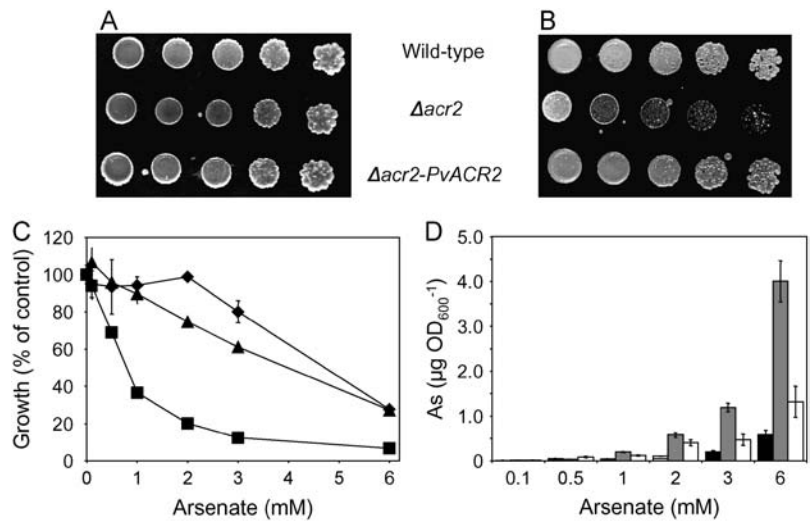 A
B
Wild-type
Δacr2
Δacr2-PvACR2
C
120
100
80
60
40
20
0
Growth (% of control)
0 1 2 3 4 5 6
Arsenate (mM)
D
5.0
4.0
3.0
2.0
1.0
0.0
As (µg OD600-1)
0.1 0.5 1 2 3 6
Arsenate (mM)